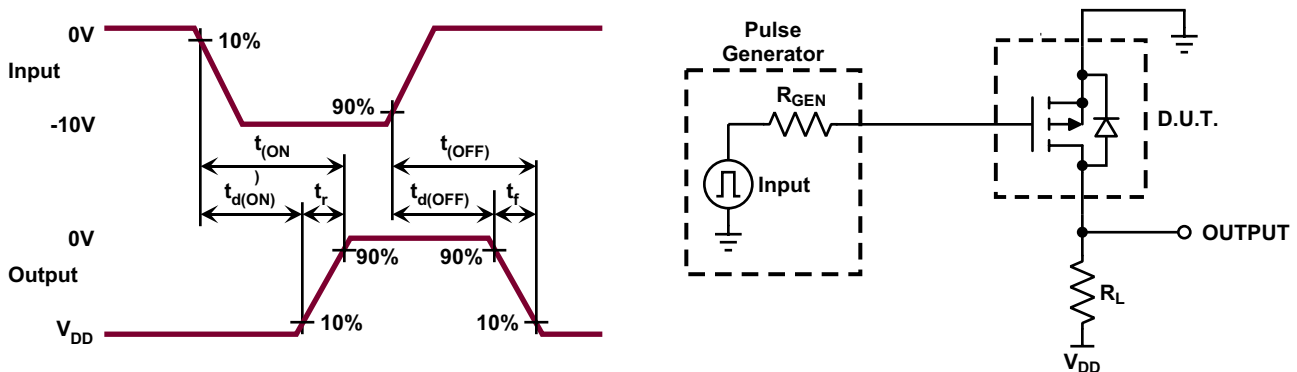 0V
10%
Input
90%
-10V
t(ON
)
t(OFF)
td(ON)
tr
td(OFF)
tf
0V
90%
90%
Output
10%
10%
VDD
Pulse
Generator
RGEN
Input
D.U.T.
OUTPUT
RL
VDD